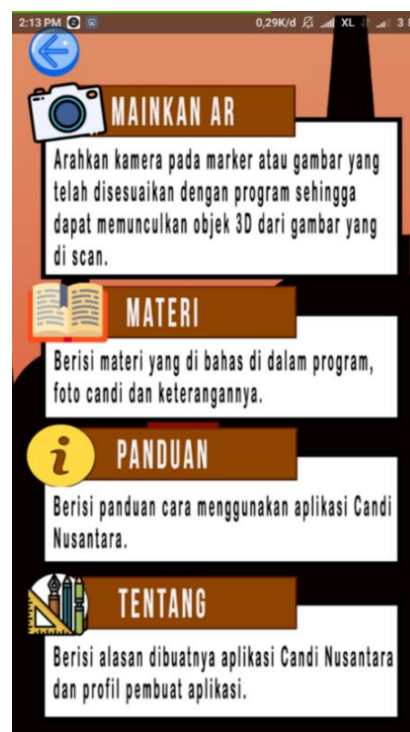 2:13 PM 0,29K/d XL 3
MAINKAN AR
Arahkan kamera pada marker atau gambar yang
telah disesuaikan dengan program sehingga
dapat memunculkan objek 3D dari gambar yang
di scan.
MATERI
Berisi materi yang di bahas di dalam program,
foto candi dan keterangannya.
PANDUAN
Berisi panduan cara menggunakan aplikasi Candi
Nusantara.
TENTANG
Berisi alasan dibuatnya aplikasi Candi Nusantara
dan profil pembuat aplikasi.